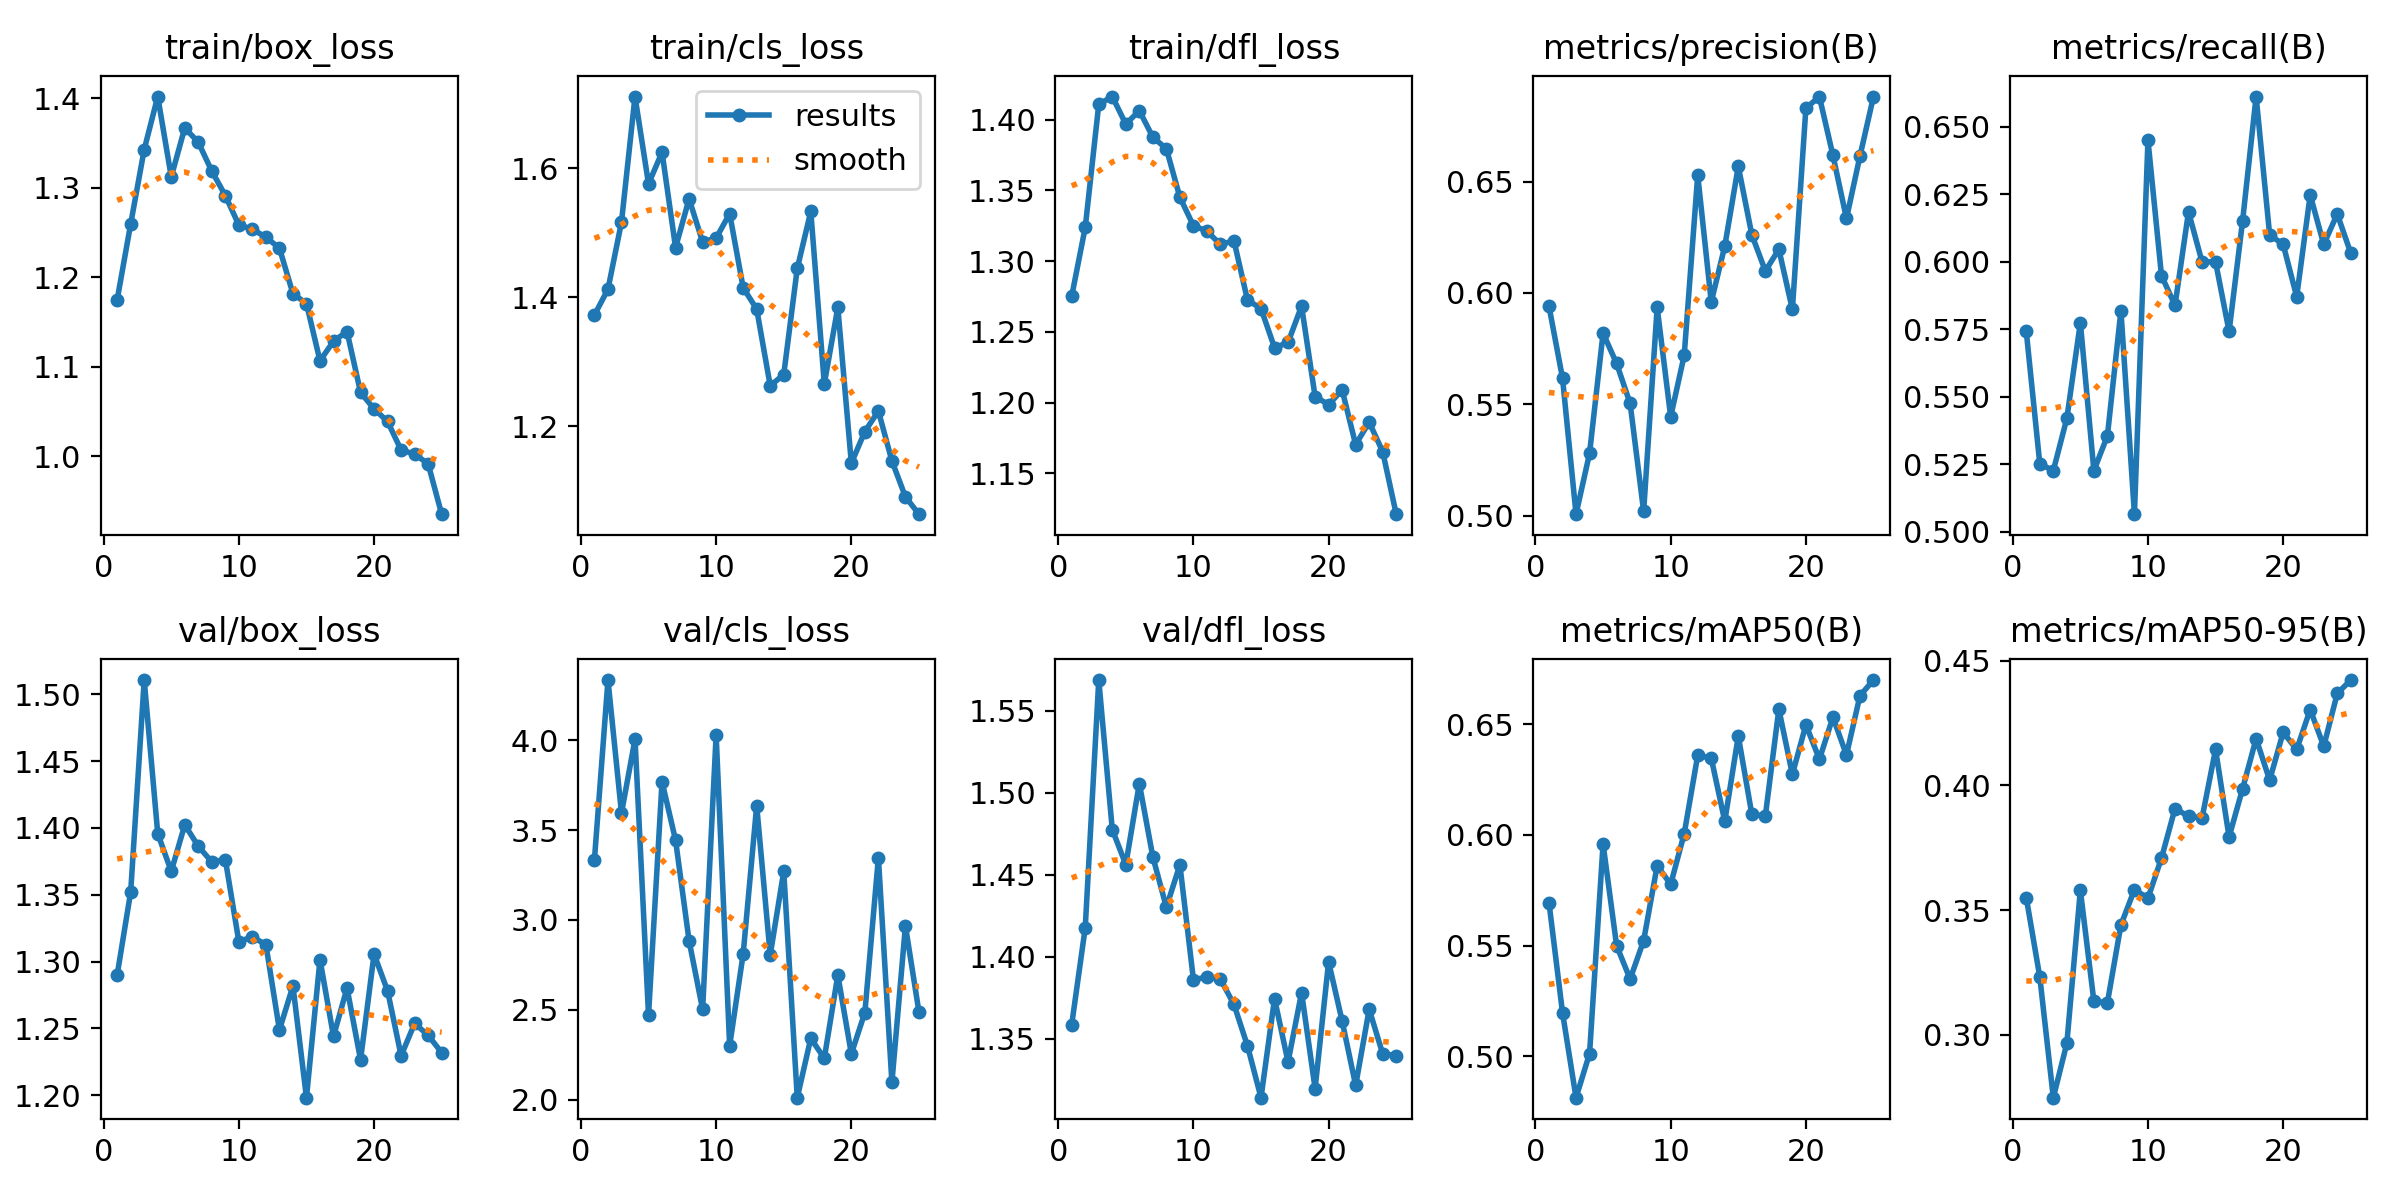 train/box_loss
1.4
1.3
1.2
1.1
1.0
0 10 20
train/cls_loss
results
smooth
1.6
1.4
1.2
0 10 20
train/dfl_loss
1.40
1.35
1.30
1.25
1.20
1.15
0 10 20
metrics/precision(B)
0.65
0.60
0.55
0.50
0 10 20
metrics/recall(B)
0.650
0.625
0.600
0.575
0.550
0.525
0.500
0 10 20
val/box_loss
1.50
1.45
1.40
1.35
1.30
1.25
1.20
0 10 20
val/cls_loss
4.0
3.5
3.0
2.5
2.0
0 10 20
val/dfl_loss
1.55
1.50
1.45
1.40
1.35
0 10 20
metrics/mAP50(B)
0.65
0.60
0.55
0.50
0 10 20
metrics/mAP50-95(B)
0.45
0.40
0.35
0.30
0 10 20